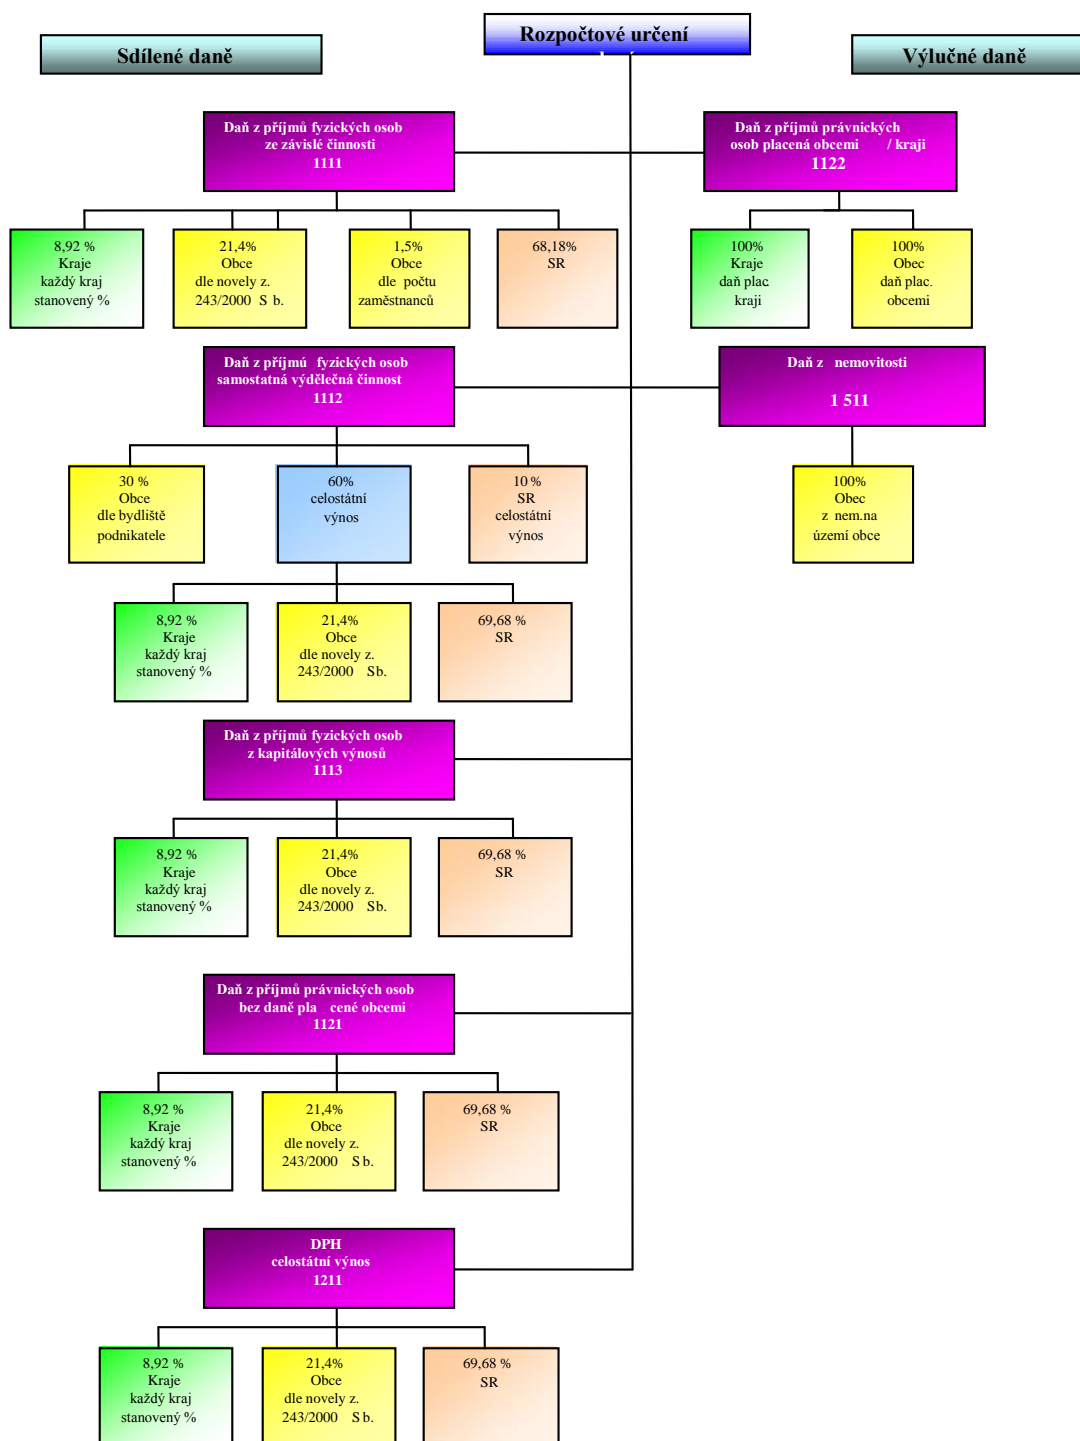 Rozpočtové určení
Sdílené daně
Výlučné daně
Daň z příjmů fyzických osob
ze závislé činnosti
1111
Daň z příjmů právnických
osob placená obcemi / kraji
1122
8,92 %
Kraje
každý kraj
stanovený %
21,4%
Obce
dle novely z.
243/2000 S b.
1,5%
Obce
dle počtu
zaměstnanců
68,18%
SR
100%
Kraje
daň plac.
kraji
100%
Obec
daň plac.
obcemi
Daň z příjmú fyzických osob
samostatná výdělečná činnost
1112
Daň z nemovitosti
1 511
30 %
Obce
dle bydliště
podnikatele
60%
celostátní
výnos
10 %
SR
celostátní
výnos
100%
Obec
z nem.na
území obce
8,92 %
Kraje
každý kraj
stanovený %
21,4%
Obce
dle novely z.
243/2000 Sb.
69,68 %
SR
Daň z příjmů fyzických osob
z kapitálových výnosů
1113
8,92 %
Kraje
každý kraj
stanovený %
21,4%
Obce
dle novely z.
243/2000 Sb.
69,68 %
SR
Daň z příjmů právnických osob
bez daně pla cené obcemi
1121
8,92 %
Kraje
každý kraj
stanovený %
21,4%
Obce
dle novely z.
243/2000 S b.
69,68 %
SR
DPH
celostátní výnos
1211
8,92 %
Kraje
každý kraj
stanovený %
21,4%
Obce
dle novely z.
243/2000 S b.
69,68 %
SR